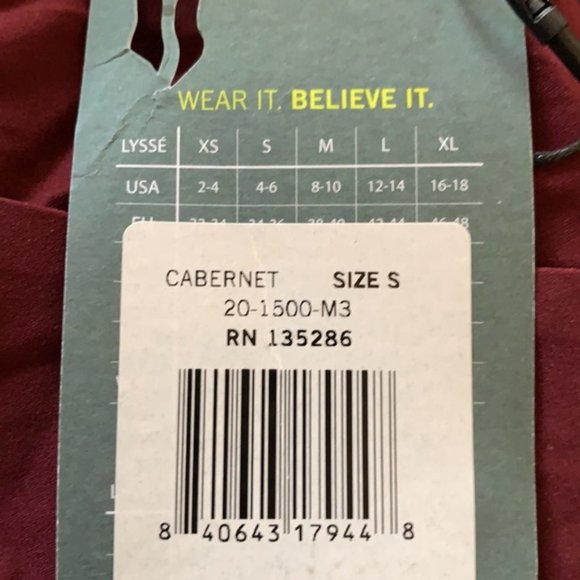 WEAR IT. BELIEVE IT.
LYSSÉ XS S M L XL
USA 2-4 4-6 8-10 12-14 16-18
CABERNET SIZE S
20-1500-M3
RN 135286
8 40643 17944 8